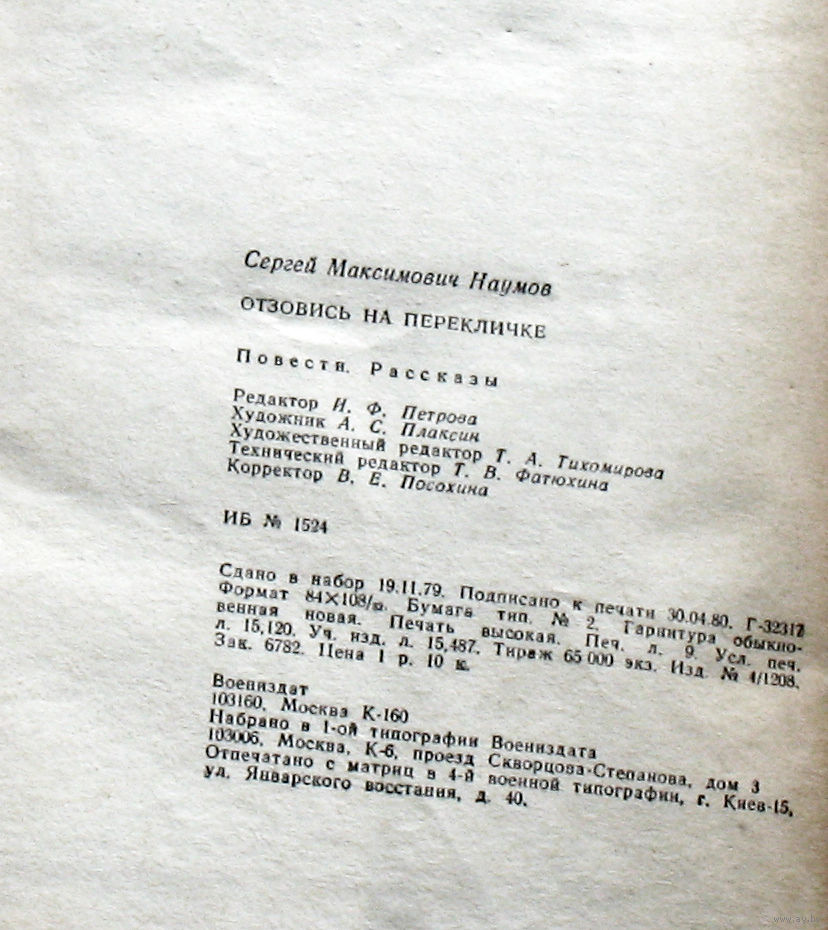 Сергей Максимович Наумов
ОТЗОВИСЬ НА ПЕРЕКЛИЧКЕ
Повести. Рассказы
Редактор И. Ф. Петрова
Художник А. С. Плаксин
Художественный редактор Т. А. Тихомирова
Технический редактор Т. В. Фатюхина
Корректор В. Е. Посохина
ИБ № 1524
Сдано в набор 19.11.79. Подписано к печати 30.04.80. Г-32317
Формат 84×108/32. Бумага тип. № 2. Гарнитура обыкно-
венная новая. Печать высокая. Печ. л. 9. Усл. печ.
л. 15,120. Уч. изд. л. 15,487. Тираж 65 000 экз. Изд. № 4/1208.
Зак. 6782. Цена 1 р. 10 к.
Воениздат
103160, Москва К-160
Набрано в 1-ой типографии Воениздата
103006, Москва, К-6, проезд Скворцова-Степанова, дом 3
Отпечатано с матриц в 4-й военной типографии, г. Киев-15,
ул. Январского восстания, д. 40.